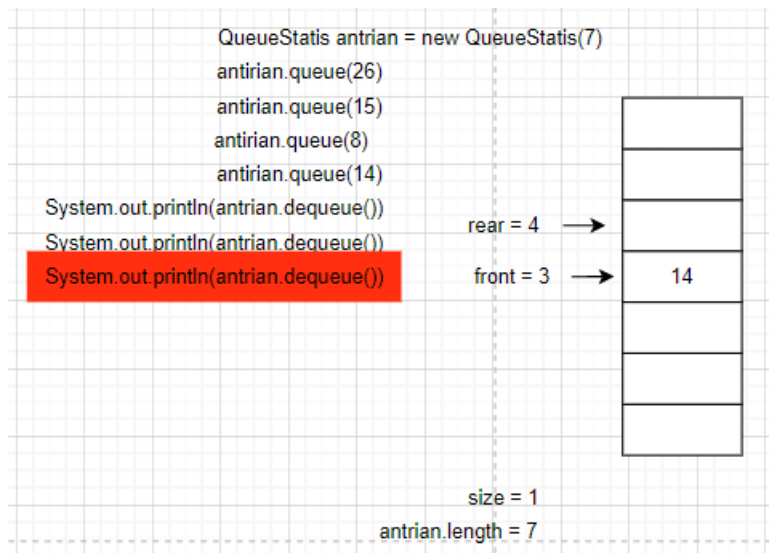 QueueStatis antrian = new QueueStatis(7)
antirian.queue(26)
antirian.queue(15)
antirian.queue(8)
antirian.queue(14)
System.out.println(antrian.dequeue())
System.out.println(antrian.dequeue())
System.out.println(antrian.dequeue())
rear = 4
front = 3
14
size = 1
antrian.length = 7